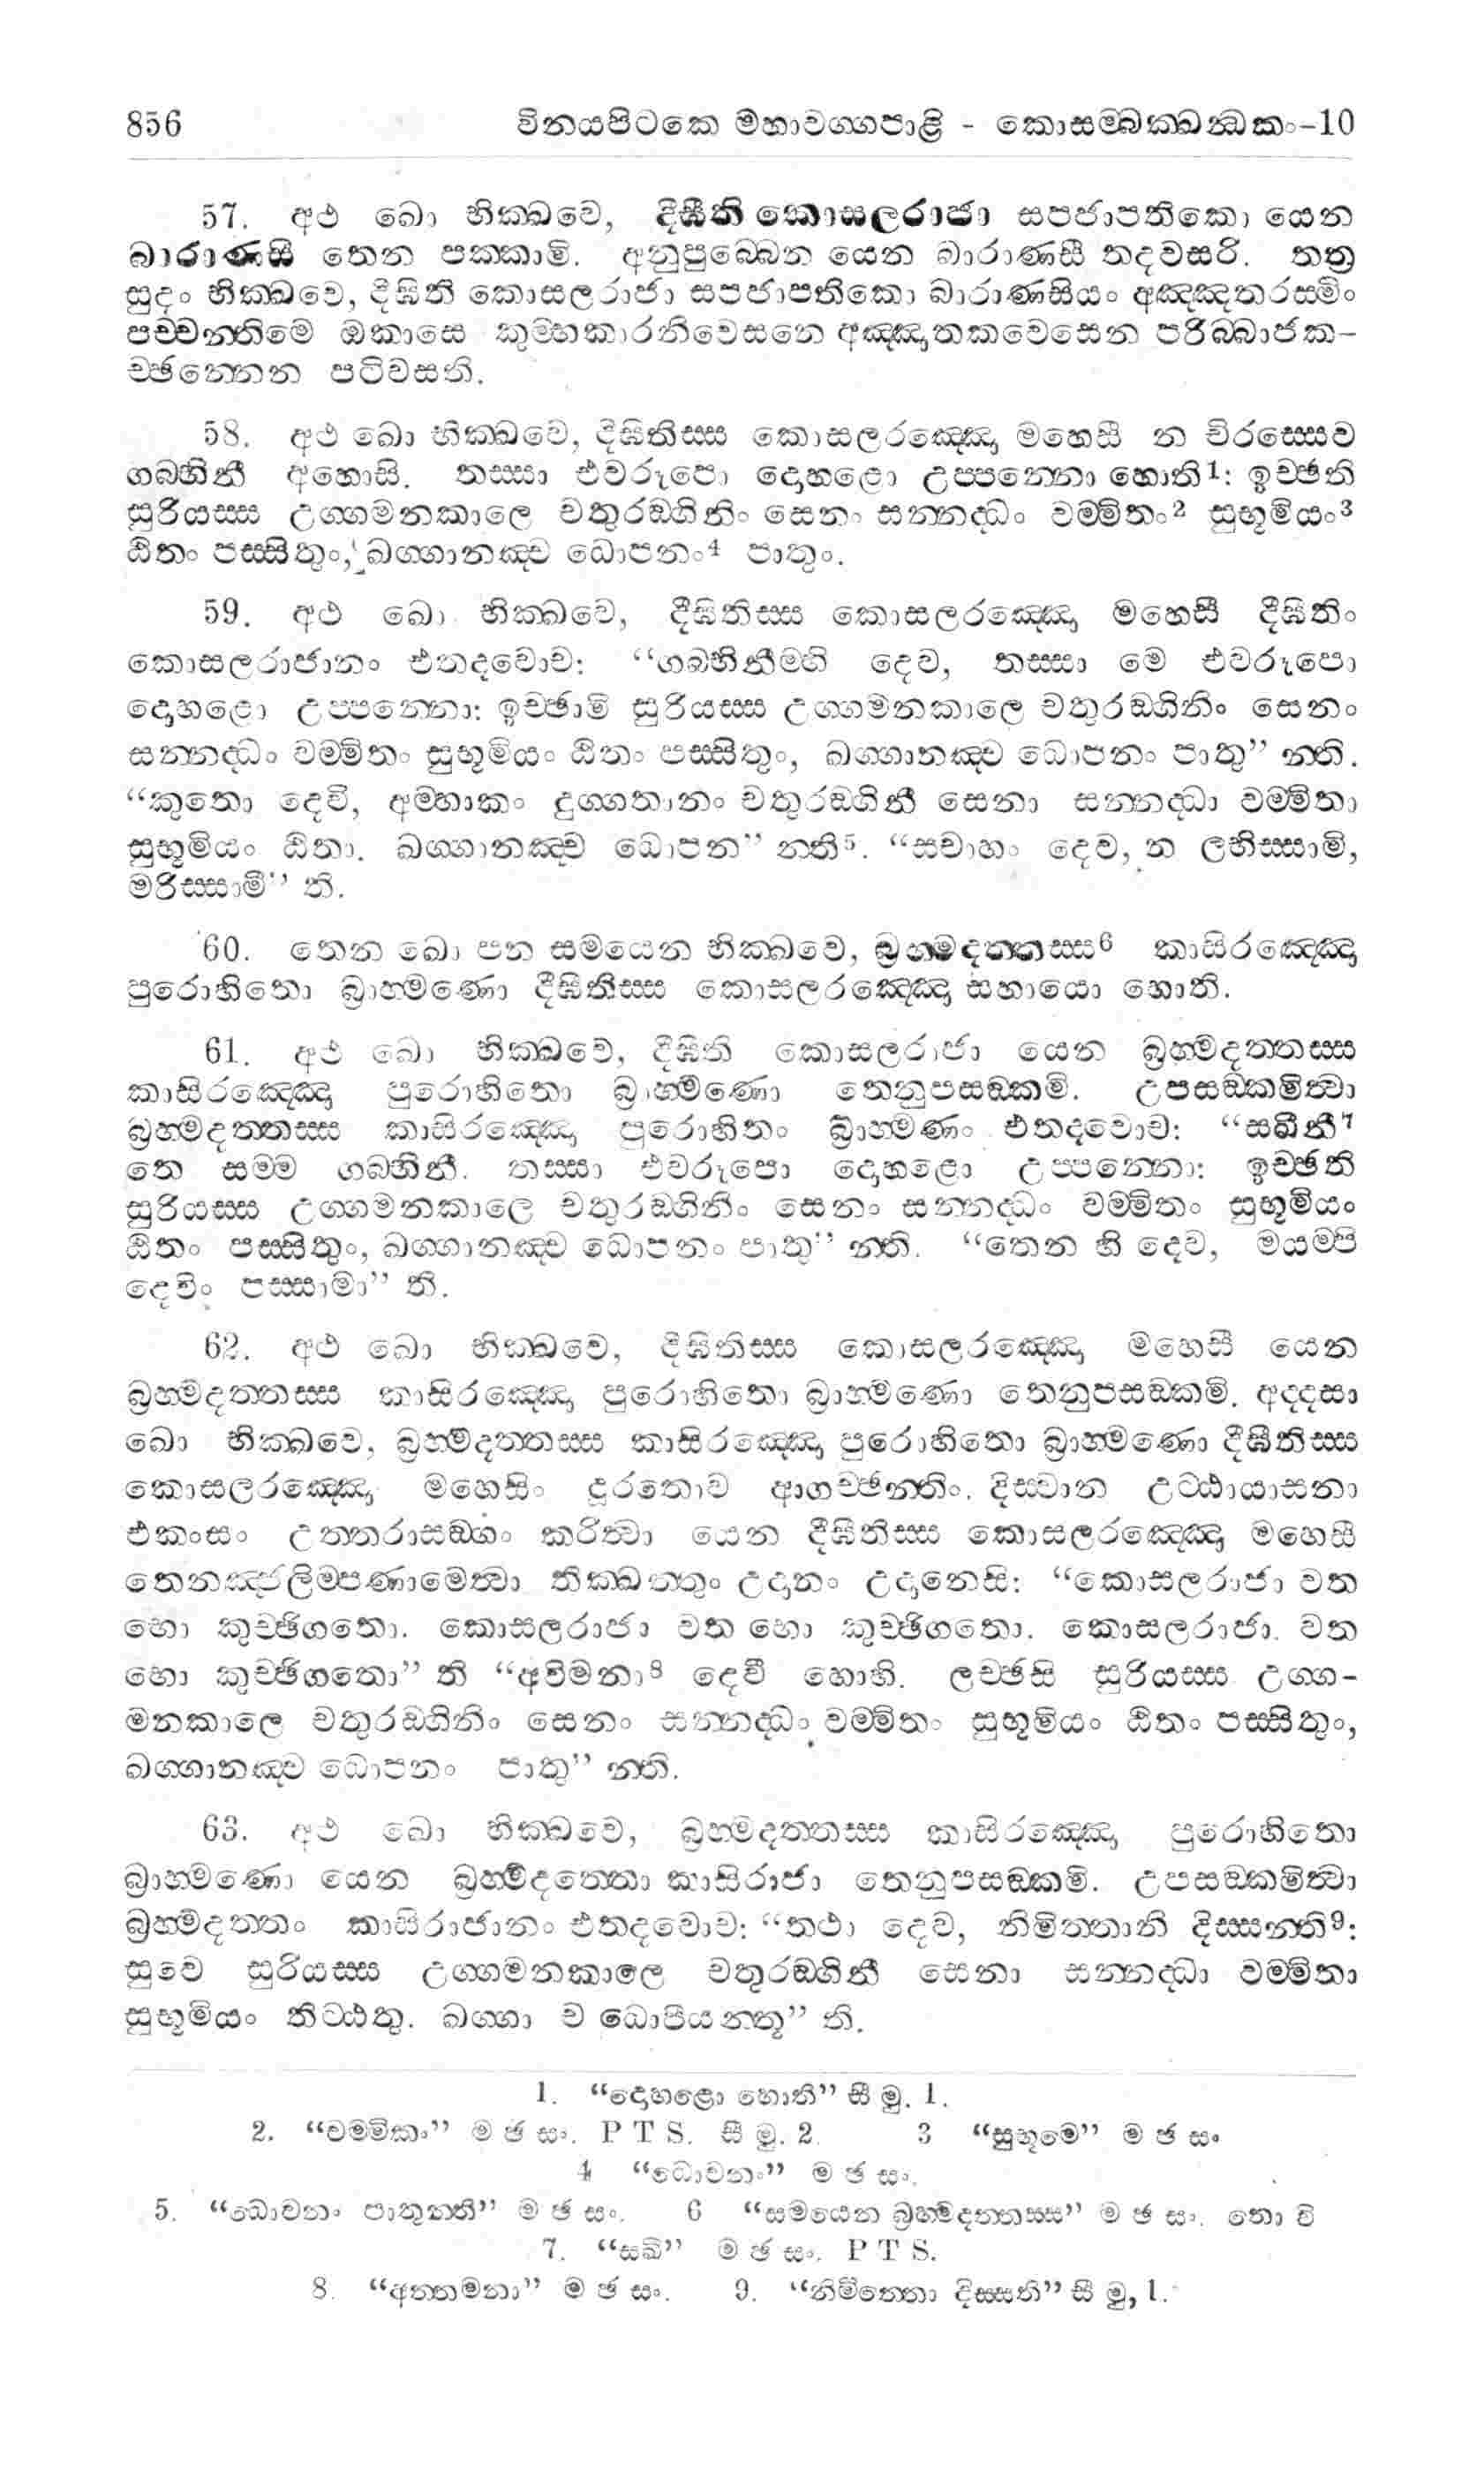 856 විනයපිටකෙ මහාවග්ගපාළි - කොසම්බක්ඛන්ධකං-10
57. අථ ඛො භික්ඛවෙ, දීඝීති කොසලරාජා සපජාපතිකො යෙන
බාරාණසී තෙන පක්කාමි. අනුපුබ්බෙන යෙන බාරාණසී තදවසරි. තත්‍ර
සුදං භික්ඛවෙ, දීඝිති කොසලරාජා සපජාපතිකො බාරාණසියං අඤ්ඤතරස්මිං
පච්චන්තිමෙ ඔකාසෙ කුම්භකාරනිවෙසනෙ අඤ්ඤාතකවෙසෙන පරිබ්බාජක-
ච්ඡන්නෙන පටිවසති.
58. අථ ඛො භික්ඛවෙ, දීඝිතිස්ස කොසලරඤ්ඤො මහෙසී න චිරස්සෙව
ගබ්භිනී අහොසි. තස්සා එවරූපො දොහළො උප්පන්නො හොති1: ඉච්ඡති
සුරියස්ස උග්ගමනකාලෙ චතුරඞ්ගිනිං සෙනං සන්නද්ධං වම්මිතං2 සුභූමියං3
ඨිතං පස්සිතුං, ඛග්ගානඤ්ච ධොපනං4 පාතුං.
59. අථ ඛො භික්ඛවෙ, දීඝිතිස්ස කොසලරඤ්ඤො මහෙසී දීඝිතිං
කොසලරාජානං එතදවොච: “ගබ්භිනීම්හි දෙව, තස්සා මෙ එවරූපො
දොහළො උප්පන්නො: ඉච්ඡාමි සුරියස්ස උග්ගමනකාලෙ චතුරඞ්ගිනිං සෙනං
සන්නද්ධං වම්මිතං සුභූමියං ඨිතං පස්සිතුං, ඛග්ගානඤ්ච ධොපනං පාතු” න්ති.
“කුතො දෙවි, අම්හාකං දුග්ගතානං චතුරඞ්ගිනී සෙනා සන්නද්ධා වම්මිතා
සුභූමියං ඨිතා. ඛග්ගානඤ්ච ධොපන” න්ති5. “සචාහං දෙව, න ලභිස්සාමි,
මරිස්සාමී” ති.
60. තෙන ඛො පන සමයෙන භික්ඛවෙ, බ්‍රහ්මදත්තස්ස6 කාසිරඤ්ඤො
පුරොහිතො බ්‍රාහ්මණො දීඝීතිස්ස කොසලරඤ්ඤො සහායො හොති.
61. අථ ඛො භික්ඛවෙ, දීඝිති කොසලරාජා යෙන බ්‍රහ්මදත්තස්ස
කාසිරඤ්ඤො පුරොහිතො බ්‍රාහ්මණො තෙනුපසඞ්කමි. උපසඞ්කමිත්වා
බ්‍රහ්මදත්තස්ස කාසිරඤ්ඤො පුරොහිතං බ්‍රාහ්මණං එතදවොච: “සඛීනී7
තෙ සම්ම ගබ්භිනී. තස්සා එවරූපො දොහළො උප්පන්නො: ඉච්ඡති
සුරියස්ස උග්ගමනකාලෙ චතුරඞ්ගිනිං සෙනං සන්නද්ධං වම්මිතං සුභූමියං
ඨිතං පස්සිතුං, ඛග්ගානඤ්ච ධොපනං පාතු” න්ති. “තෙන හි දෙව, මයම්පි
දෙවිං පස්සාමා” ති.
62. අථ ඛො භික්ඛවෙ, දීඝිතිස්ස කොසලරඤ්ඤො මහෙසී යෙන
බ්‍රහ්මදත්තස්ස කාසිරඤ්ඤො පුරොහිතො බ්‍රාහ්මණො තෙනුපසඞ්කමි. අද්දසා
ඛො භික්ඛවෙ, බ්‍රහ්මදත්තස්ස කාසිරඤ්ඤො පුරොහිතො බ්‍රාහ්මණො දීඝීතිස්ස
කොසලරඤ්ඤො මහෙසිං දූරතොව ආගච්ඡන්තිං. දිස්වාන උට්ඨායාසනා
එකංසං උත්තරාසඞ්ගං කරිත්වා යෙන දීඝීතිස්ස කොසලරඤ්ඤො මහෙසී
තෙනඤ්ජලිම්පණාමෙත්වා තික්ඛත්තුං උදානං උදානෙසි: “කොසලරාජා වත
භො කුච්ඡිගතො. කොසලරාජා වත භො කුච්ඡිගතො. කොසලරාජා වත
භො කුච්ඡිගතො” ති “අවිමනා8 දෙවී හොහි. ලච්ඡසි සුරියස්ස උග්ග-
මනකාලෙ චතුරඞ්ගිනිං සෙනං සන්නද්ධං වම්මිතං සුභූමියං ඨිතං පස්සිතුං,
ඛග්ගානඤ්ච ධොපනං පාතු” න්ති.
63. අථ ඛො භික්ඛවෙ, බ්‍රහ්මදත්තස්ස කාසිරඤ්ඤො පුරොහිතො
බ්‍රාහ්මණො යෙන බ්‍රහ්මදත්තො කාසිරාජා තෙනුපසඞ්කමි. උපසඞ්කමිත්වා
බ්‍රහ්මදත්තං කාසිරාජානං එතදවොච: “තථා දෙව, නිමිත්තානි දිස්සන්ති9:
සුවෙ සුරියස්ස උග්ගමනකාලෙ චතුරඞ්ගිනී සෙනා සන්නද්ධා වම්මිතා
සුභූමියං තිට්ඨතු. ඛග්ගා ච ධොපියන්තූ” ති.
1. “දොහළො හොති” සී මු. 1.
2. “චම්මිකං” ම ඡ සං. P T S. සී මු. 2. 3 “සුභූමෙ” ම ඡ සං
4 “ධොවනං” ම ඡ සං.
5. “ධොවනං පාතුන්ති” ම ඡ සං. 6 “සමයෙන බ්‍රහ්මදත්තස්ස” ම ඡ සං. තො වි
7. “සඛි” ම ඡ සං. P T S.
8. “අත්තමනා” ම ඡ සං. 9. “නිමිත්තො දිස්සති” සී මු, 1.